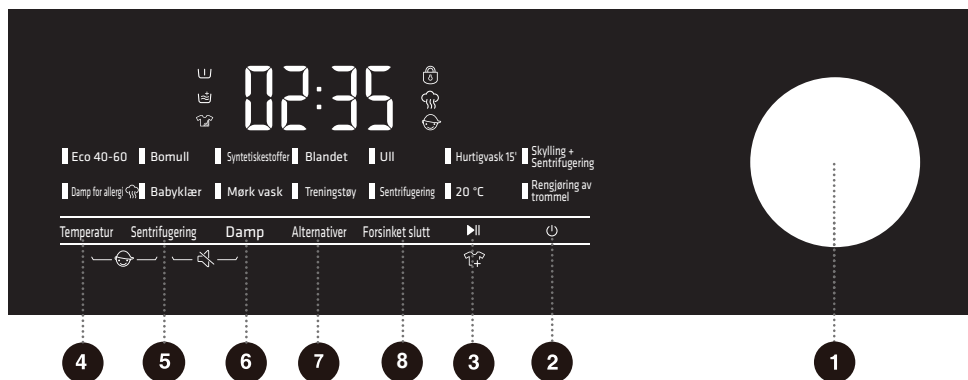 02:35
Eco 40-60 Bomull Syntetiskestoffer Blandet Ull Hurtigvask 15' Skylling +
Sentrifugering
Damp for allergi Babyklær Mørk vask Treningstøy Sentrifugering 20 °C Rengjøring av
trommel
Temperatur Sentrifugering Damp Alternativer Forsinket slutt
4 5 6 7 8 3 2 1